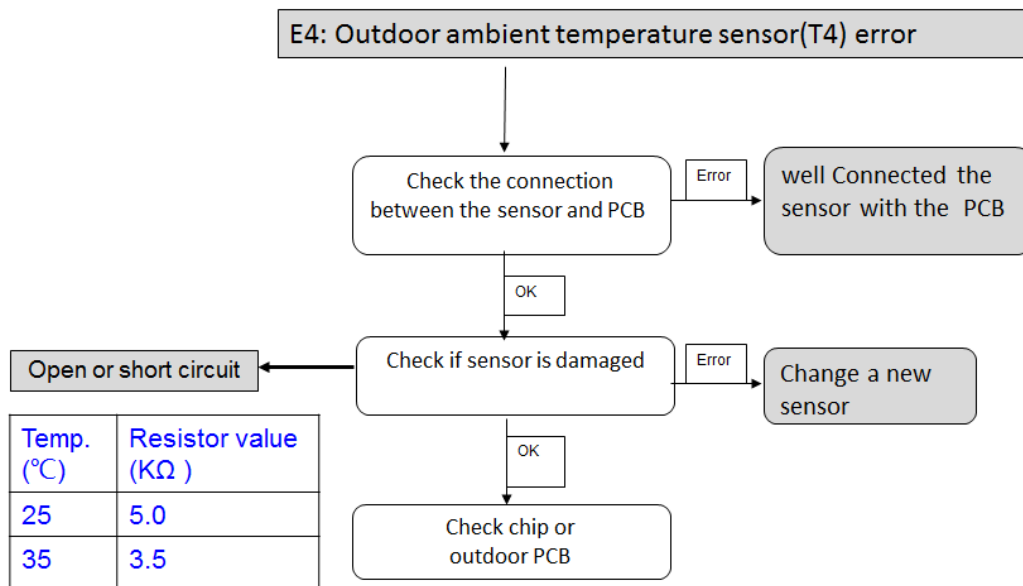 E4: Outdoor ambient temperature sensor(T4) error
Check the connection
between the sensor and PCB
Error
well Connected the
sensor with the PCB
OK
Open or short circuit
Check if sensor is damaged
Error
Change a new
sensor
Temp.
(℃)
Resistor value
(KΩ )
25
5.0
35
3.5
OK
Check chip or
outdoor PCB